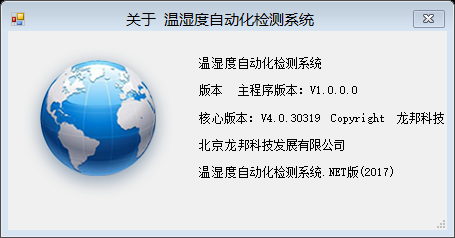 关于 温湿度自动化检测系统
温湿度自动化检测系统
版本 主程序版本: V1.0.0.0
核心版本: V4.0.30319 Copyright 龙邦科技
北京龙邦科技发展有限公司
温湿度自动化检测系统.NET版(2017)